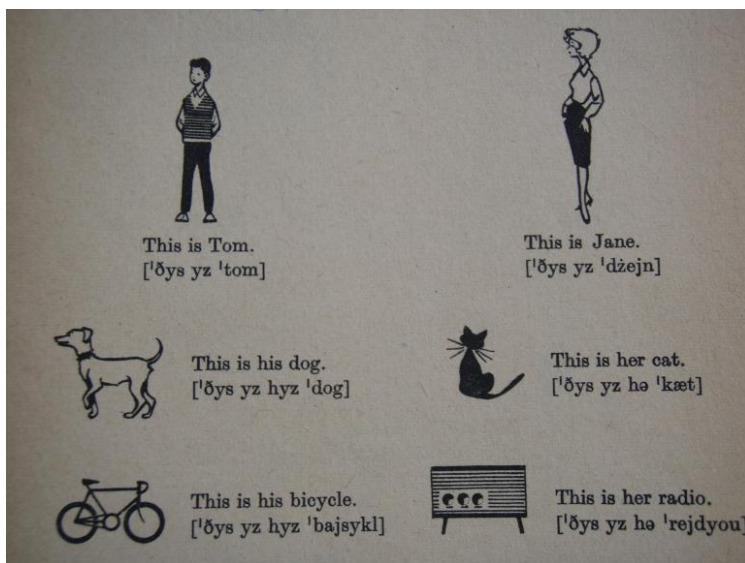 This is Tom.
[ˈðys yz ˈtom]
This is Jane.
[ˈðys yz ˈdżejn]
This is his dog.
[ˈðys yz hyz ˈdog]
This is her cat.
[ˈðys yz hə ˈkæt]
This is his bicycle.
[ˈðys yz hyz ˈbajsykl]
This is her radio.
[ˈðys yz hə ˈrejdyou]